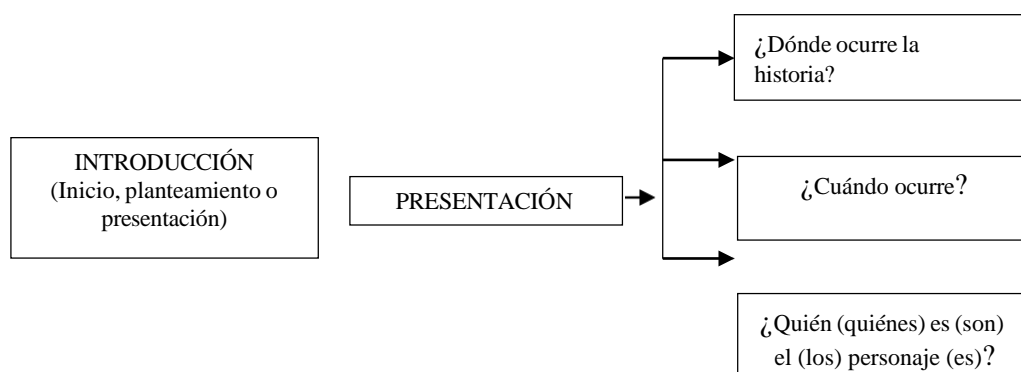 INTRODUCCIÓN
(Inicio, planteamiento o
presentación)
PRESENTACIÓN
¿Dónde ocurre la
historia?
¿Cuándo ocurre?
¿Quién (quiénes) es (son)
el (los) personaje (es)?